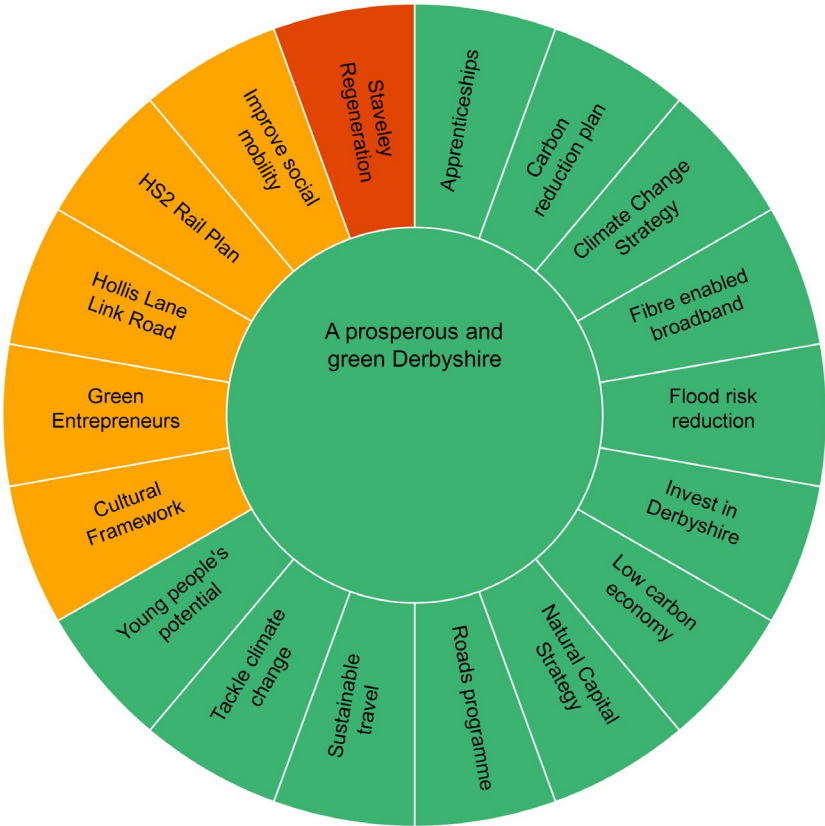 A prosperous and
green Derbyshire
Apprenticeships
Carbon
reduction plan
Climate Change
Strategy
Fibre enabled
broadband
Flood risk
reduction
Invest in
Derbyshire
Low carbon
economy
Natural Capital
Strategy
Roads programme
Sustainable
travel
Tackle climate
change
Young people's
potential
Cultural
Framework
Green
Entrepreneurs
Hollis Lane
Link Road
HS2 Rail Plan
Improve social
mobility
Staveley
Regeneration